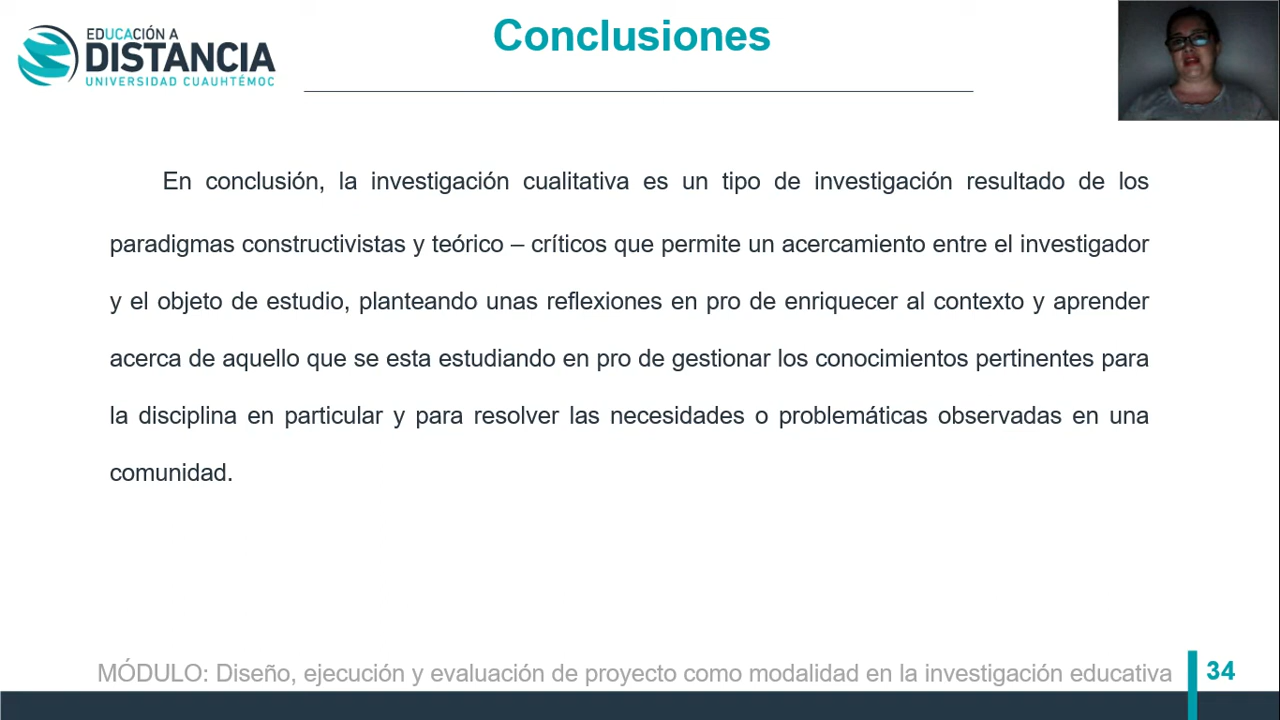 EDUCACIÓN A
DISTANCIA
UNIVERSIDAD CUAUHTÉMOC
Conclusiones
En conclusión, la investigación cualitativa es un tipo de investigación resultado de los
paradigmas constructivistas y teórico – críticos que permite un acercamiento entre el investigador
y el objeto de estudio, planteando unas reflexiones en pro de enriquecer al contexto y aprender
acerca de aquello que se esta estudiando en pro de gestionar los conocimientos pertinentes para
la disciplina en particular y para resolver las necesidades o problemáticas observadas en una
comunidad.
MÓDULO: Diseño, ejecución y evaluación de proyecto como modalidad en la investigación educativa
34